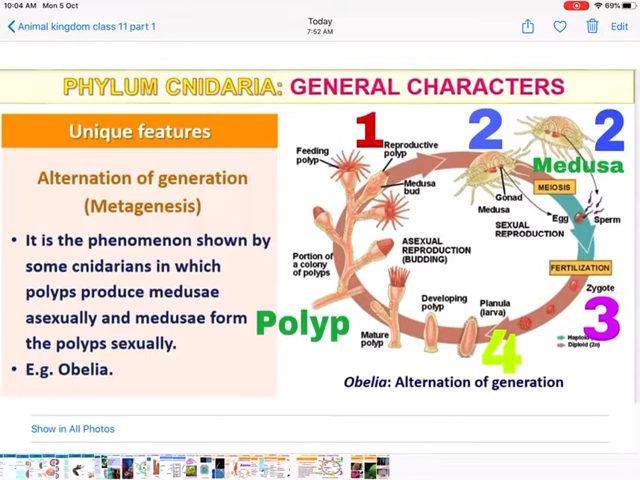 10:04 AM Mon 5 Oct
69%
Animal kingdom class 11 part 1
Today
7:52 AM
Edit
PHYLUM CNIDARIA: GENERAL CHARACTERS
Unique features
Alternation of generation
(Metagenesis)
• It is the phenomenon shown by
some cnidarians in which
polyps produce medusae
asexually and medusae form
the polyps sexually.
• E.g. Obelia.
1
2
2
Feeding
polyp
Reproductive
polyp
Medusa
bud
Medusa
MEIOSIS
Gonad
Medusa
Egg
Sperm
SEXUAL
REPRODUCTION
ASEXUAL
REPRODUCTION
(BUDDING)
Portion of
a colony
of polyps
FERTILIZATION
Zygote
3
Polyp
Developing
polyp
Planula
(larva)
Mature
polyp
4
Diploid (2n)
Obelia: Alternation of generation
Show in All Photos